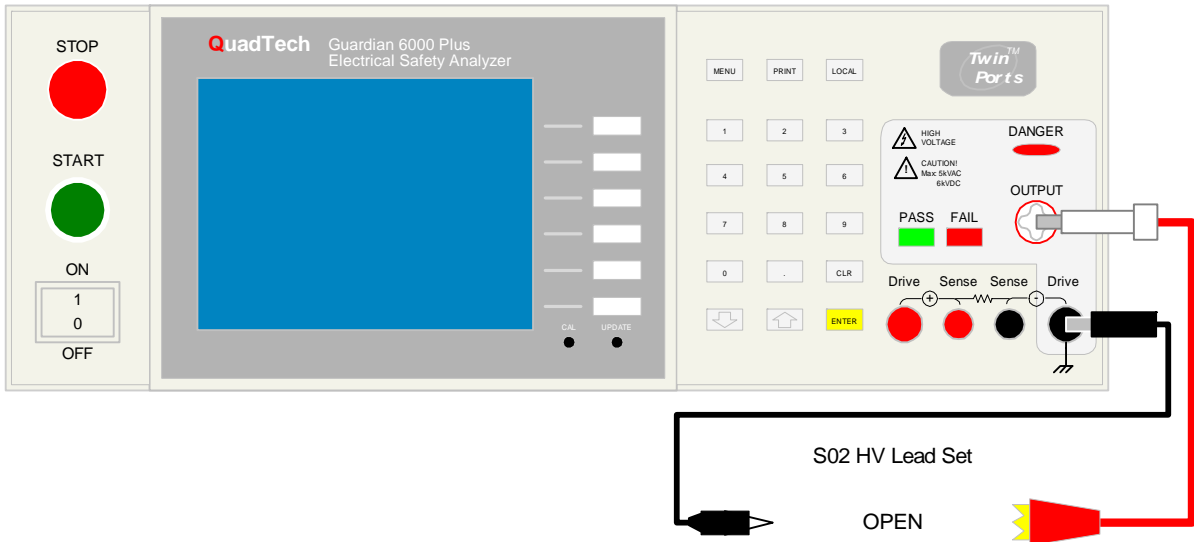 STOP
START
ON
1
0
OFF
QuadTech Guardian 6000 Plus
Electrical Safety Analyzer
CAL UPDATE
MENU PRINT LOCAL
1 2 3
4 5 6
7 8 9
0 . CLR
ENTER
Twin™
Ports
HIGH
VOLTAGE
CAUTION!
Max: 5kVAC
6kVDC
DANGER
OUTPUT
PASS FAIL
Drive Sense Sense Drive
+ -
S02 HV Lead Set
OPEN